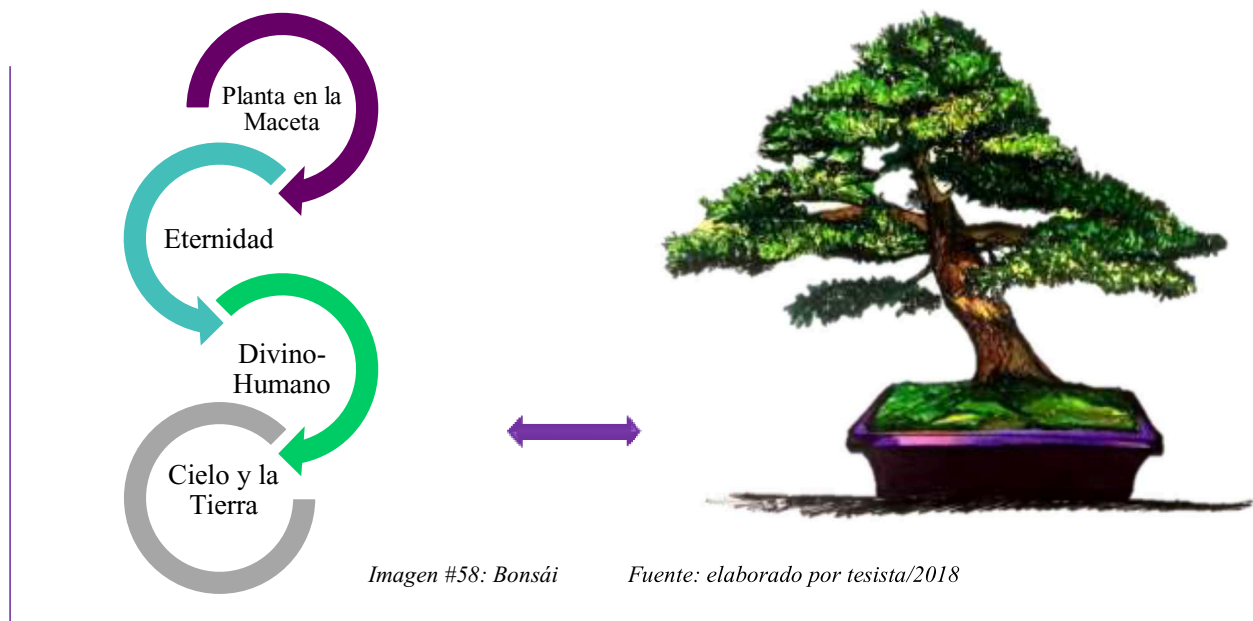 Planta en la
Maceta
Eternidad
Divino-
Humano
Cielo y la
Tierra
Imagen #58: Bonsái Fuente: elaborado por tesista/2018